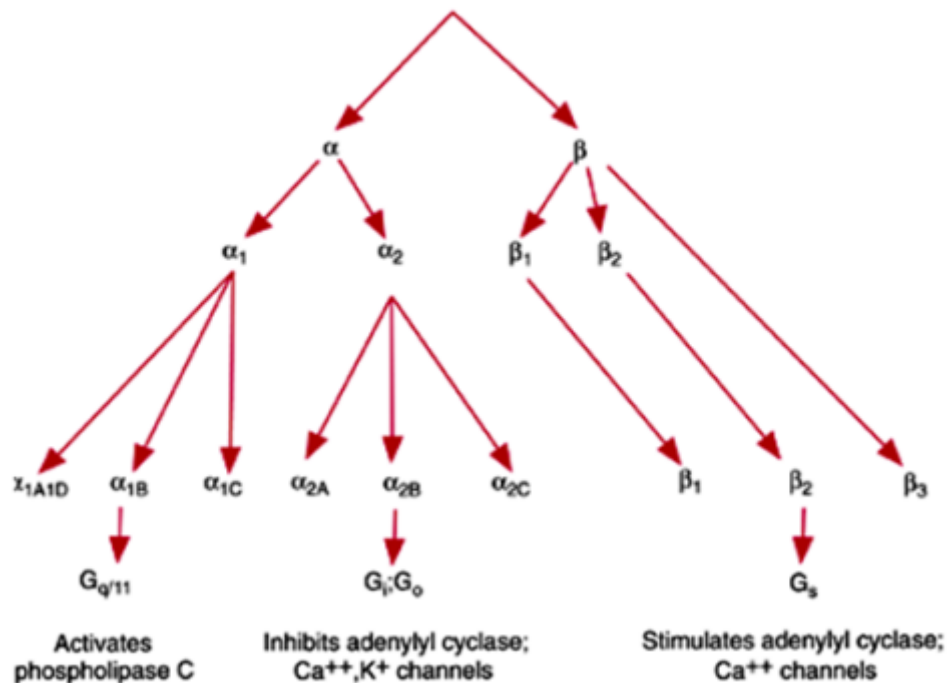 α β
α₁ α₂ β₁ β₂
χ₁A1D α₁B α₁C α₂A α₂B α₂C β₁ β₂ β₃
Gq/11 Gi;Go Gs
Activates Inhibits adenylyl cyclase; Stimulates adenylyl cyclase;
phospholipase C Ca⁺⁺,K⁺ channels Ca⁺⁺ channels